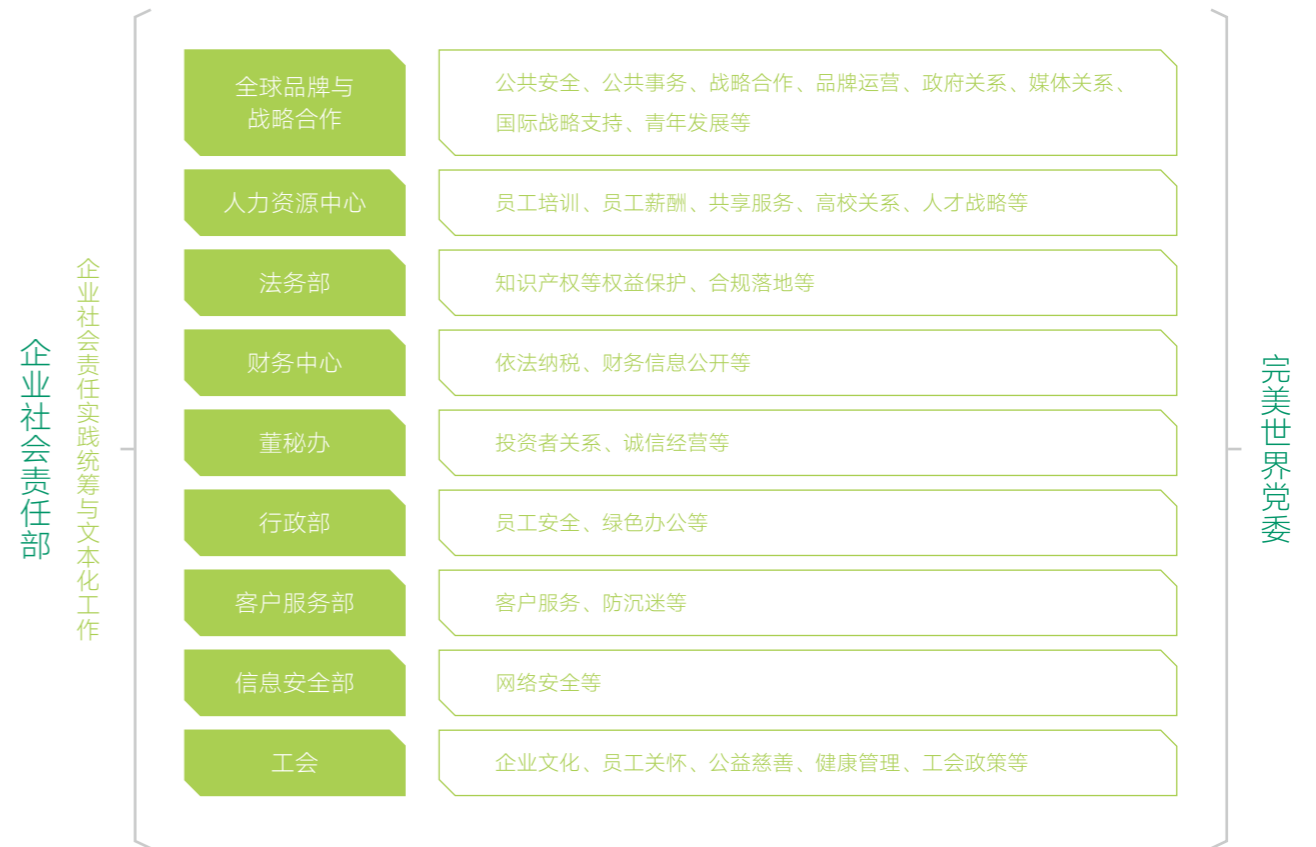 企业社会责任部
企业社会责任实践统筹与文本化工作
全球品牌与
战略合作
公共安全、公共事务、战略合作、品牌运营、政府关系、媒体关系、
国际战略支持、青年发展等
人力资源中心
员工培训、员工薪酬、共享服务、高校关系、人才战略等
法务部
知识产权等权益保护、合规落地等
财务中心
依法纳税、财务信息公开等
董秘办
投资者关系、诚信经营等
行政部
员工安全、绿色办公等
客户服务部
客户服务、防沉迷等
信息安全部
网络安全等
工会
企业文化、员工关怀、公益慈善、健康管理、工会政策等
完美世界党委